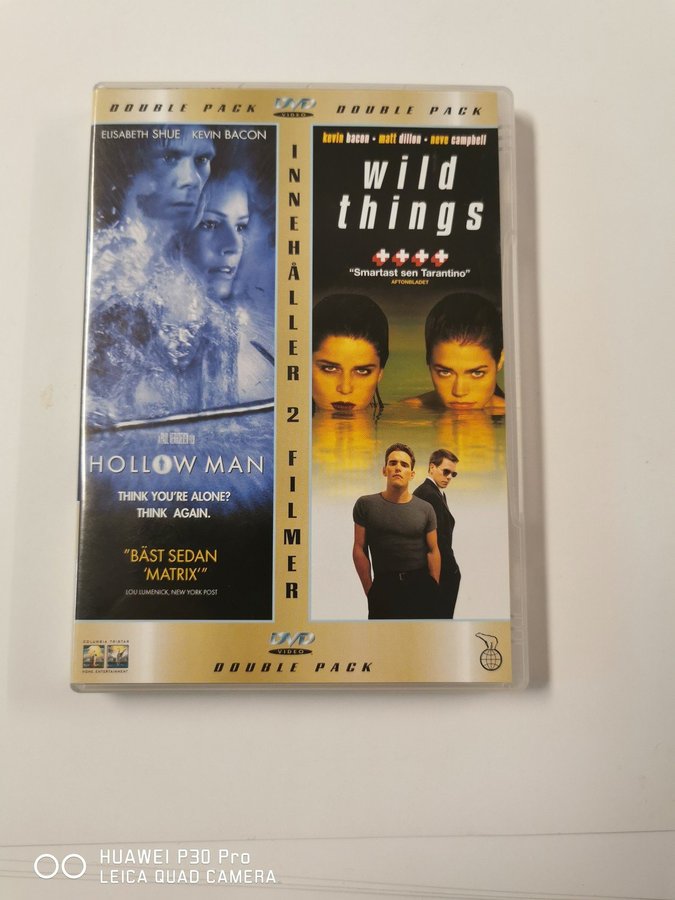 DOUBLE PACK
DVD
VIDEO
DOUBLE PACK
ELISABETH SHUE KEVIN BACON
HOLLOW MAN
THINK YOU'RE ALONE?
THINK AGAIN.
"BÄST SEDAN
'MATRIX'"
LOU LUMENICK, NEW YORK POST
INNEHÅLLER 2 FILMER
kevin bacon • matt dillon • neve campbell
wild
things
"Smartast sen Tarantino"
AFTONBLADET
COLUMBIA TRISTAR
HOME ENTERTAINMENT
DVD
VIDEO
DOUBLE PACK
HUAWEI P30 Pro
LEICA QUAD CAMERA